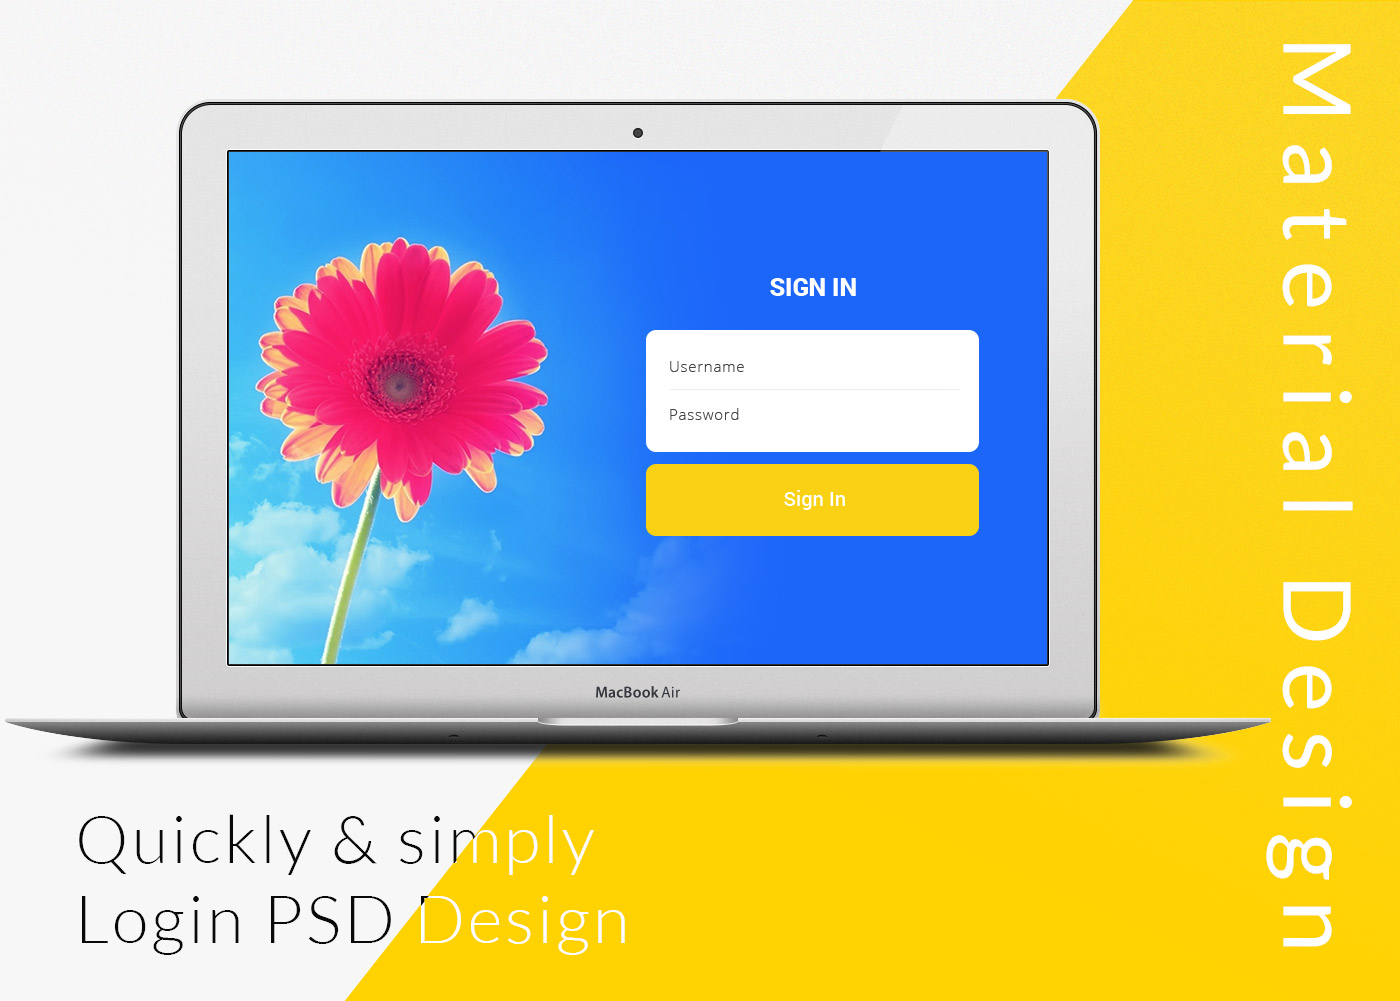 SIGN IN
Username
Password
Sign In
MacBook Air
Quickly & simply
Login PSD Design
Material Design